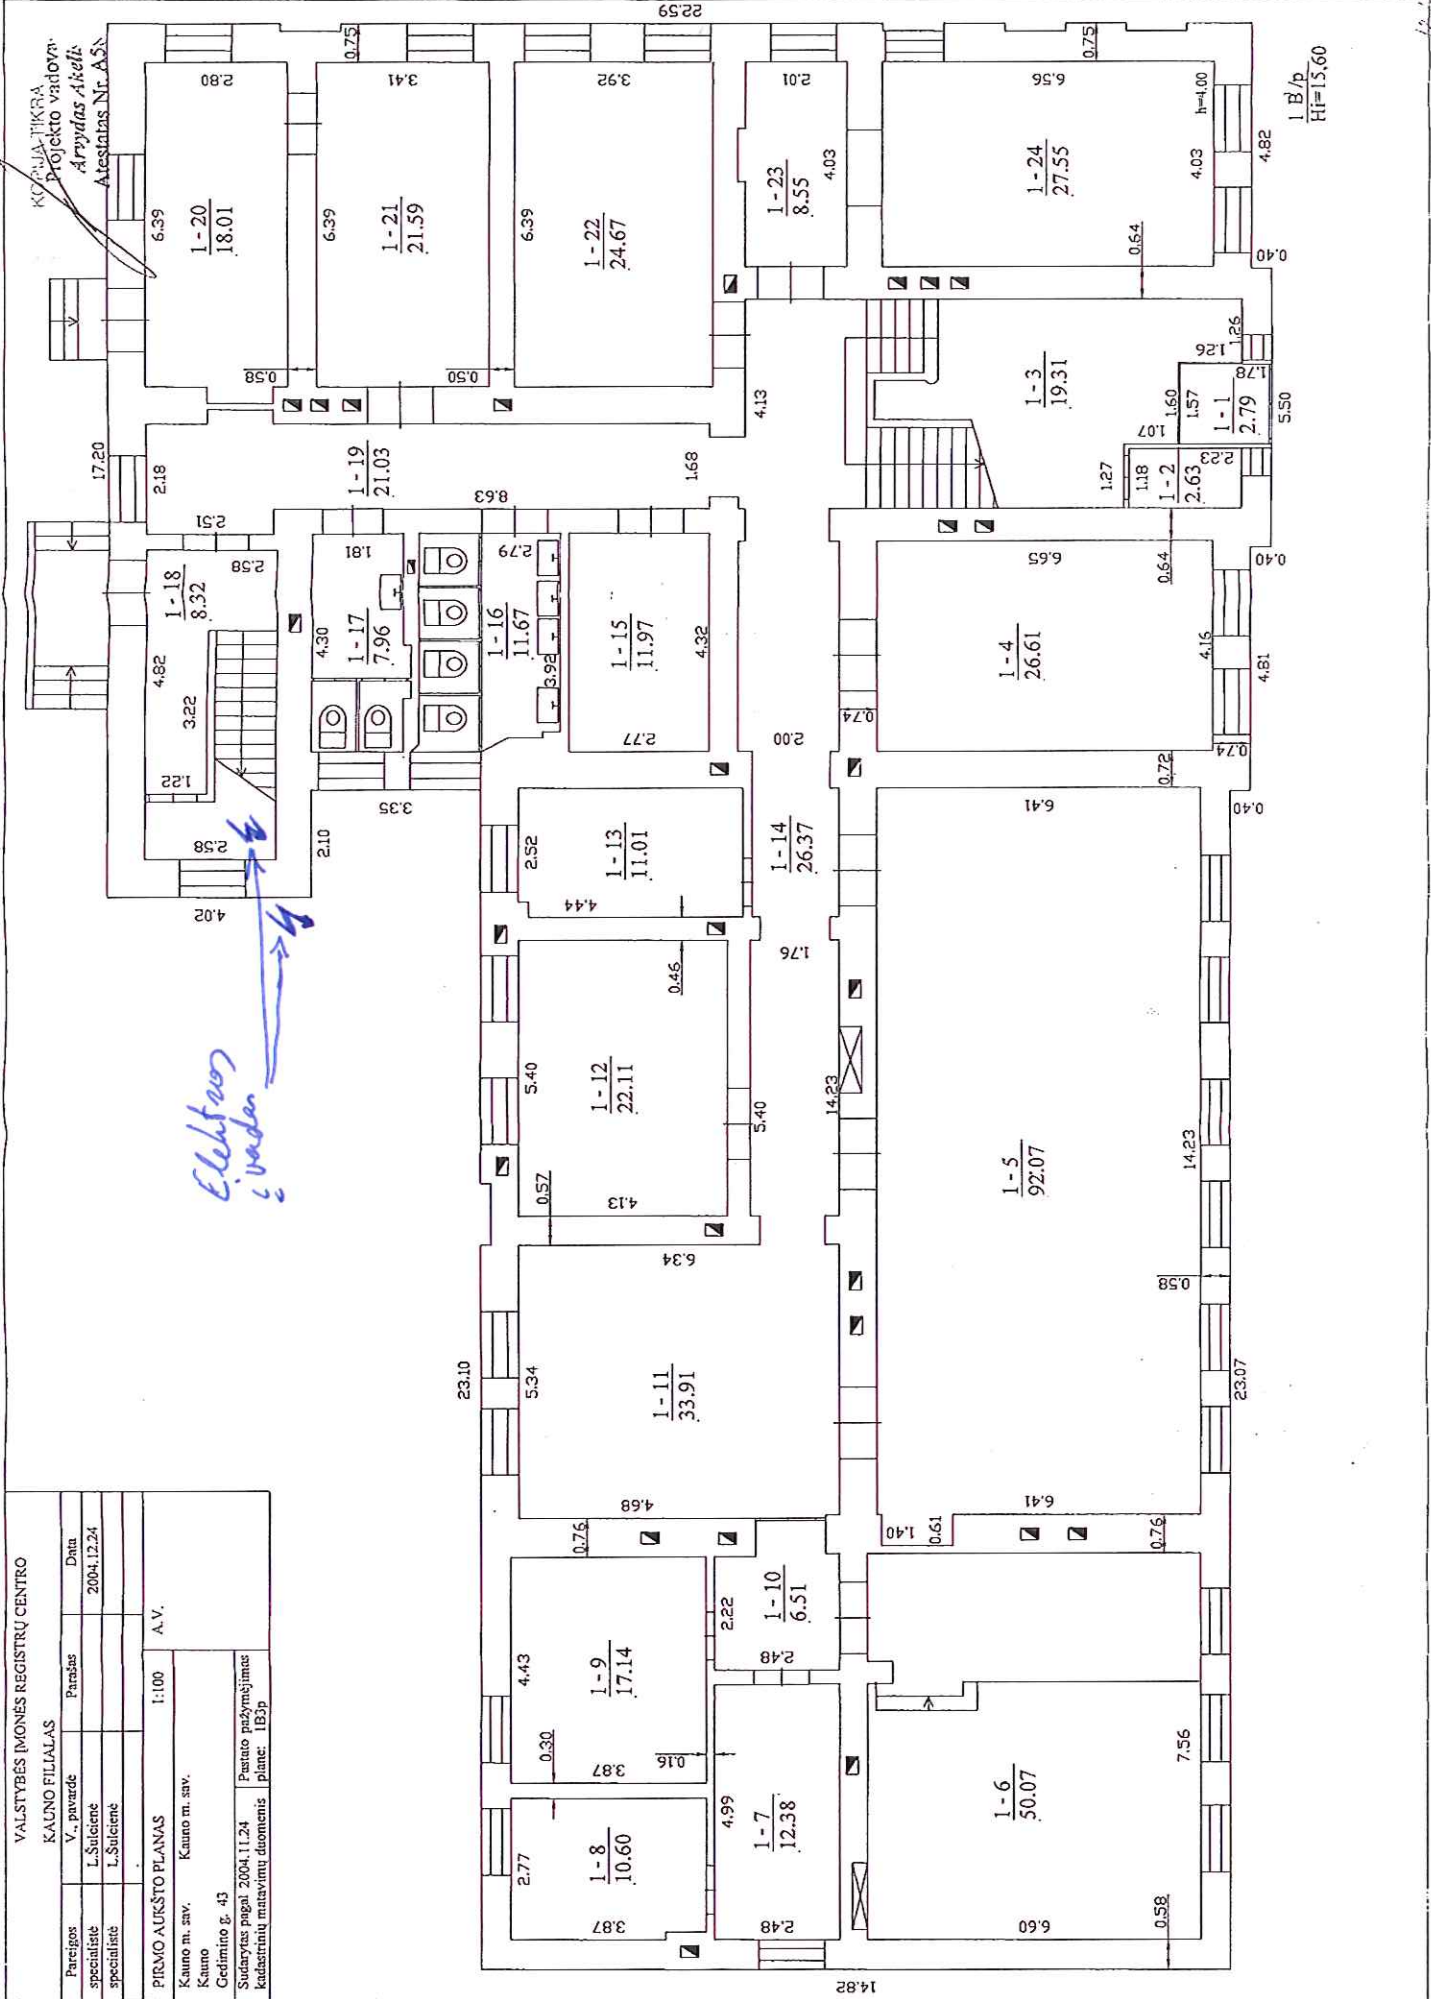 VALSTYBĖS ĮMONĖS REGISTRŲ CENTRO
KAUNO FILIALAS
Pareigos V., pavardė Parašas Data
specialistė L.Šulcienė 2004.12.24
specialistė L.Šulcienė
PIRMO AUKŠTO PLANAS 1:100 A.V.
Kauno m. sav. Kauno m. sav.
Kauno
Gedimino g. 43
Sudarytas pagal 2004.11.24
kadastrinių matavimų duomenis
Pastato pažymėjimas
plane: 1B3p
KOPIJA TIKRA
Projekto vadova
Arvydas Akelis
Atestatas Nr. A5
Elektros
įvadas
1 B/p
Hi=15,60
22.59
0.75
0.75
2.80
3.41
3.92
2.01
6.56
h=4.00
6.39
1 - 20
18.01
6.39
1 - 21
21.59
6.39
1 - 22
24.67
1 - 23
8.55
4.03
1 - 24
27.55
4.03
4.82
0.58
0.50
0.64
0.40
17.20
2.18
1 - 19
21.03
8.63
1.68
4.13
1 - 3
19.31
1.26
1.26
1.78
1.60
1.57
1 - 1
2.79
5.50
1.07
1.27
1.18
1 - 2
2.63
2.23
2.51
2.58
1 - 18
8.32
4.82
3.22
1.22
2.58
4.02
2.10
3.35
1.81
4.30
1 - 17
7.96
2.79
1 - 16
11.67
3.92
1 - 15
11.97
4.32
2.77
2.00
0.74
6.65
1 - 4
26.61
4.16
4.81
0.64
0.40
0.74
0.72
0.40
2.52
1 - 13
11.01
4.44
1 - 14
26.37
1.76
0.46
5.40
1 - 12
22.11
5.40
4.13
0.57
6.41
1 - 5
92.07
14.23
14.23
0.58
6.41
23.07
23.10
6.34
5.34
1 - 11
33.91
4.68
0.76
1.40
0.61
0.76
4.43
1 - 9
17.14
3.87
0.30
0.16
2.22
1 - 10
6.51
2.48
2.77
1 - 8
10.60
3.87
4.99
1 - 7
12.38
2.48
1 - 6
50.07
7.56
6.60
0.58
14.82